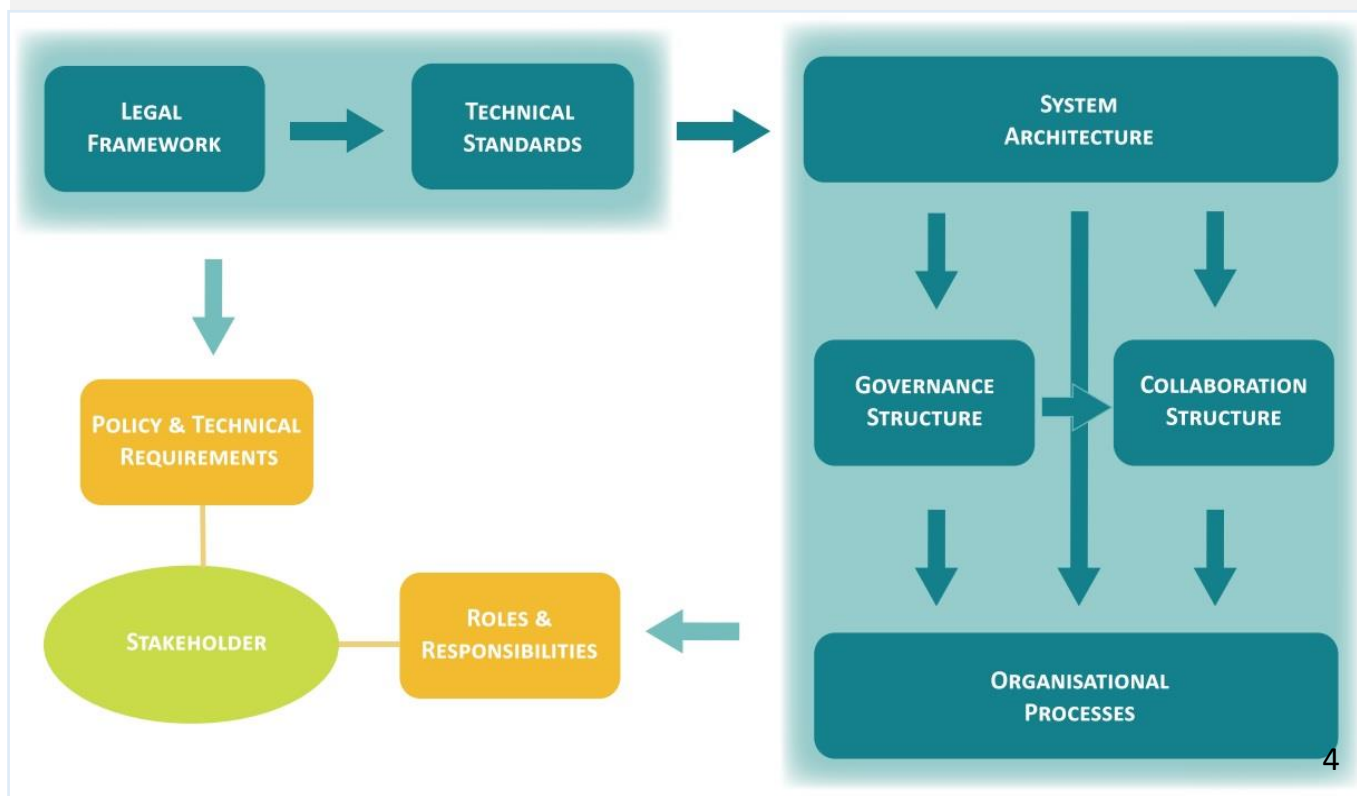 LEGAL
FRAMEWORK
TECHNICAL
STANDARDS
SYSTEM
ARCHITECTURE
GOVERNANCE
STRUCTURE
COLLABORATION
STRUCTURE
POLICY & TECHNICAL
REQUIREMENTS
STAKEHOLDER
ROLES &
RESPONSIBILITIES
ORGANISATIONAL
PROCESSES
4